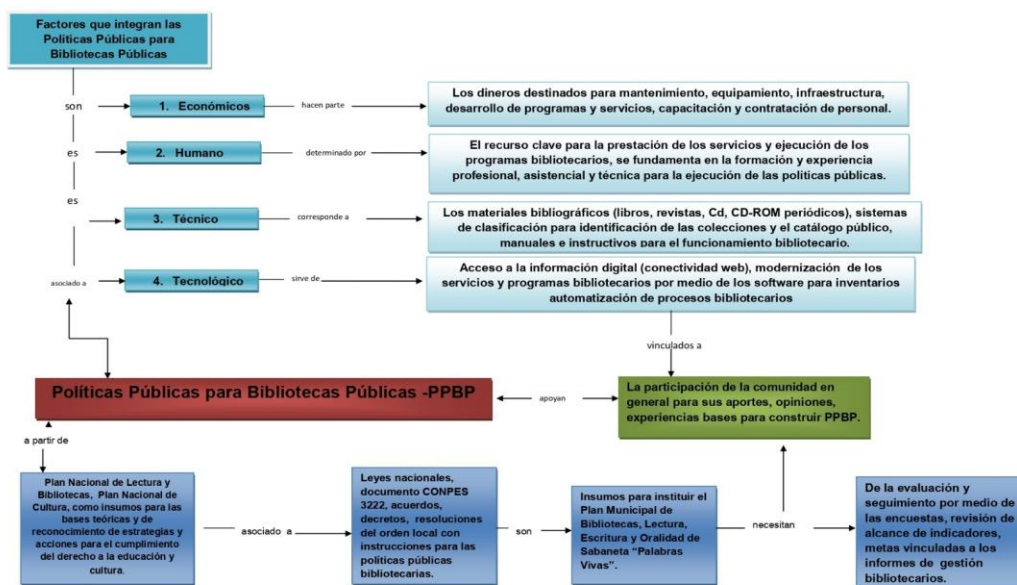 Factores que integran las
Políticas Públicas para
Bibliotecas Públicas
son
1. Económicos
hacen parte
Los dineros destinados para mantenimiento, equipamiento, infraestructura,
desarrollo de programas y servicios, capacitación y contratación de personal.
es
2. Humano
determinado por
El recurso clave para la prestación de los servicios y ejecución de los
programas bibliotecarios, se fundamenta en la formación y experiencia
profesional, asistencial y técnica para la ejecución de las politicas públicas.
es
3. Técnico
corresponde a
Los materiales bibliográficos (libros, revistas, Cd, CD-ROM periódicos), sistemas
de clasificación para identificación de las colecciones y el catálogo público,
manuales e instructivos para el funcionamiento bibliotecario.
asociado a
4. Tecnológico
sirve de
Acceso a la información digital (conectividad web), modernización de los
servicios y programas bibliotecarios por medio de los software para inventarios
automatización de procesos bibliotecarios
vinculados a
Políticas Públicas para Bibliotecas Públicas -PPBP
apoyan
La participación de la comunidad en
general para sus aportes, opiniones,
experiencias bases para construir PPBP.
a partir de
Plan Nacional de Lectura y
Bibliotecas, Plan Nacional de
Cultura, como insumos para las
bases teóricas y de
reconocimiento de estrategias y
acciones para el cumplimiento
del derecho a la educación y
cultura.
asociado a
Leyes nacionales,
documento CONPES
3222, acuerdos,
decretos, resoluciones
del orden local con
instrucciones para las
políticas públicas
bibliotecarias.
son
Insumos para instituir el
Plan Municipal de
Bibliotecas, Lectura,
Escritura y Oralidad de
Sabaneta “Palabras
Vivas”.
necesitan
De la evaluación y
seguimiento por medio de
las encuestas, revisión de
alcance de indicadores,
metas vinculadas a los
informes de gestión
bibliotecarios.